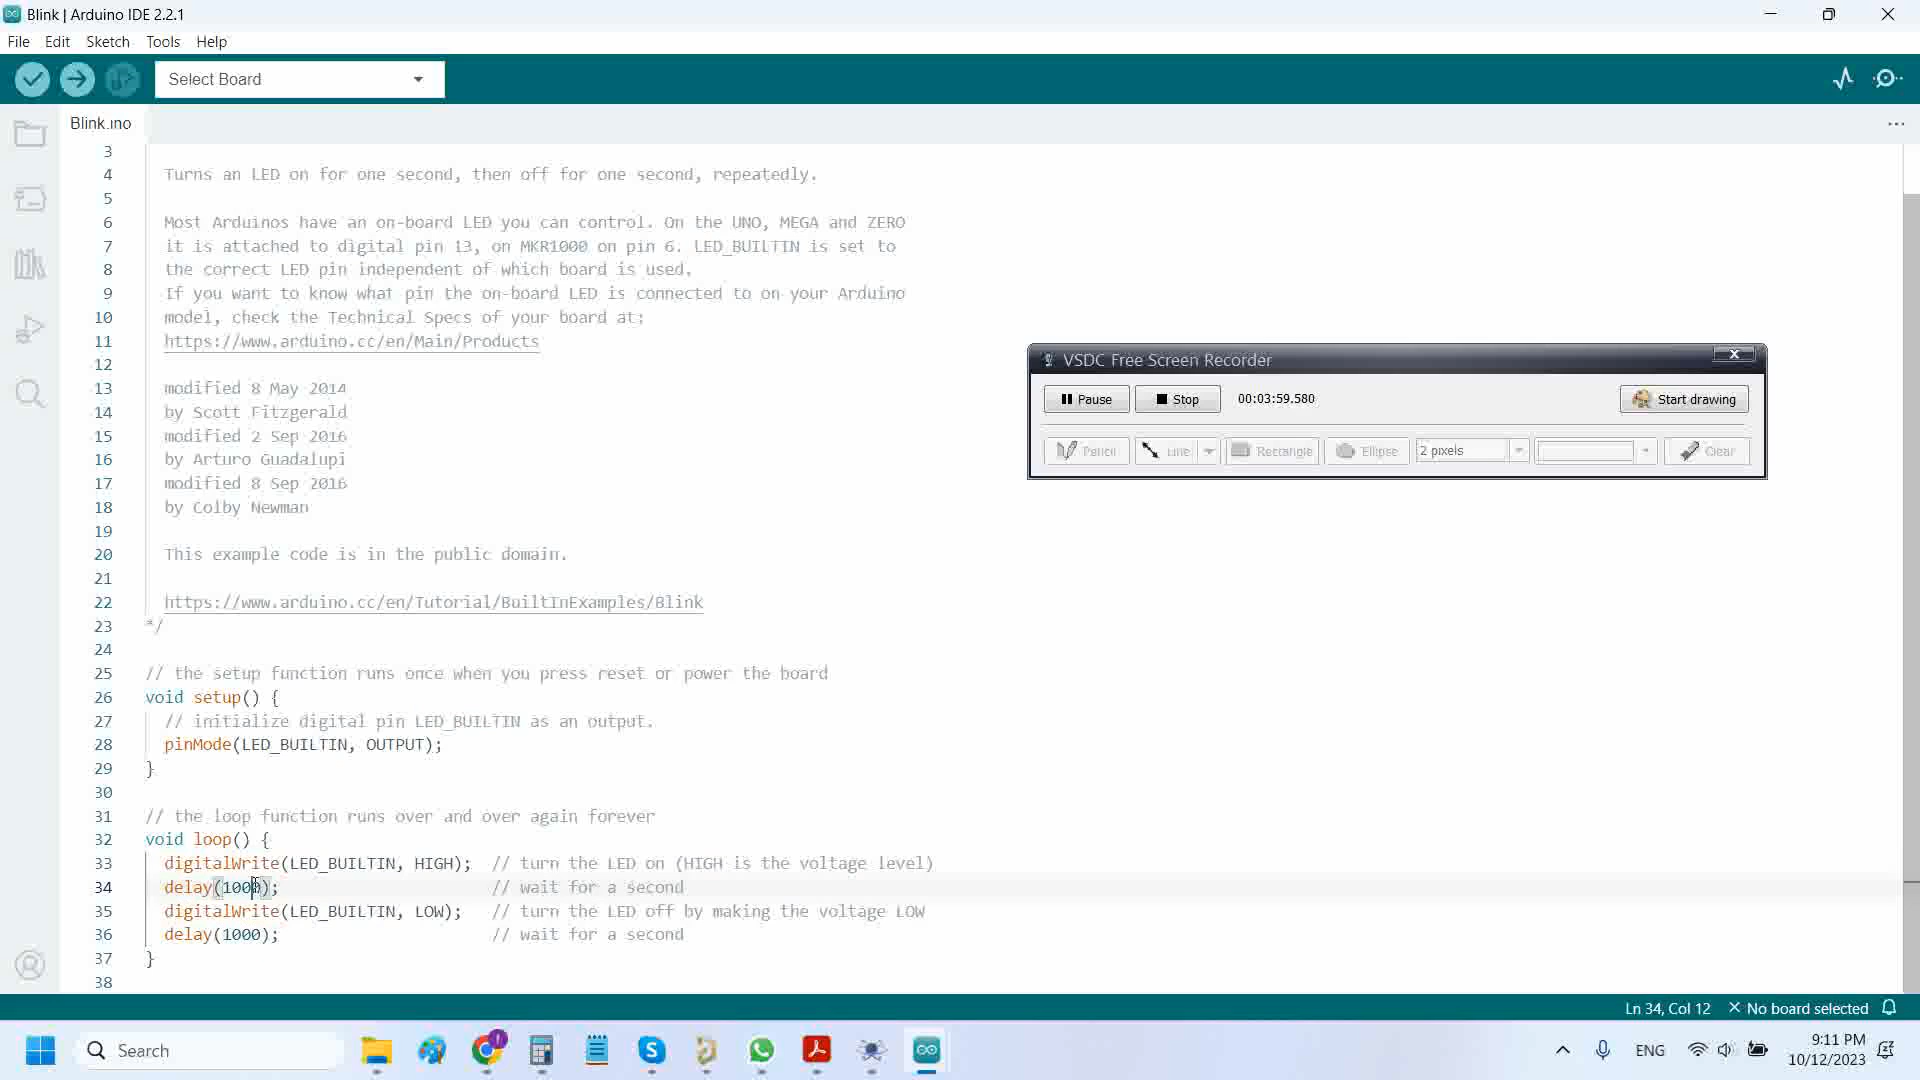 Blink | Arduino IDE 2.2.1
File Edit Sketch Tools Help
Select Board
Blink.ino
3
4 Turns an LED on for one second, then off for one second, repeatedly.
5
6 Most Arduinos have an on-board LED you can control. On the UNO, MEGA and ZERO
7 it is attached to digital pin 13, on MKR1000 on pin 6. LED_BUILTIN is set to
8 the correct LED pin independent of which board is used.
9 If you want to know what pin the on-board LED is connected to on your Arduino
10 model, check the Technical Specs of your board at:
11 https://www.arduino.cc/en/Main/Products
12
13 modified 8 May 2014
14 by Scott Fitzgerald
15 modified 2 Sep 2016
16 by Arturo Guadalupi
17 modified 8 Sep 2016
18 by Colby Newman
19
20 This example code is in the public domain.
21
22 https://www.arduino.cc/en/Tutorial/BuiltInExamples/Blink
23 */
24
25 // the setup function runs once when you press reset or power the board
26 void setup() {
27 // initialize digital pin LED_BUILTIN as an output.
28 pinMode(LED_BUILTIN, OUTPUT);
29 }
30
31 // the loop function runs over and over again forever
32 void loop() {
33 digitalWrite(LED_BUILTIN, HIGH); // turn the LED on (HIGH is the voltage level)
34 delay(1000); // wait for a second
35 digitalWrite(LED_BUILTIN, LOW); // turn the LED off by making the voltage LOW
36 delay(1000); // wait for a second
37 }
38
VSDC Free Screen Recorder
Pause Stop 00:03:59.580 Start drawing
Pencil Line Rectangle Ellipse 2 pixels Clear
Ln 34, Col 12 No board selected
Search
ENG
9:11 PM
10/12/2023